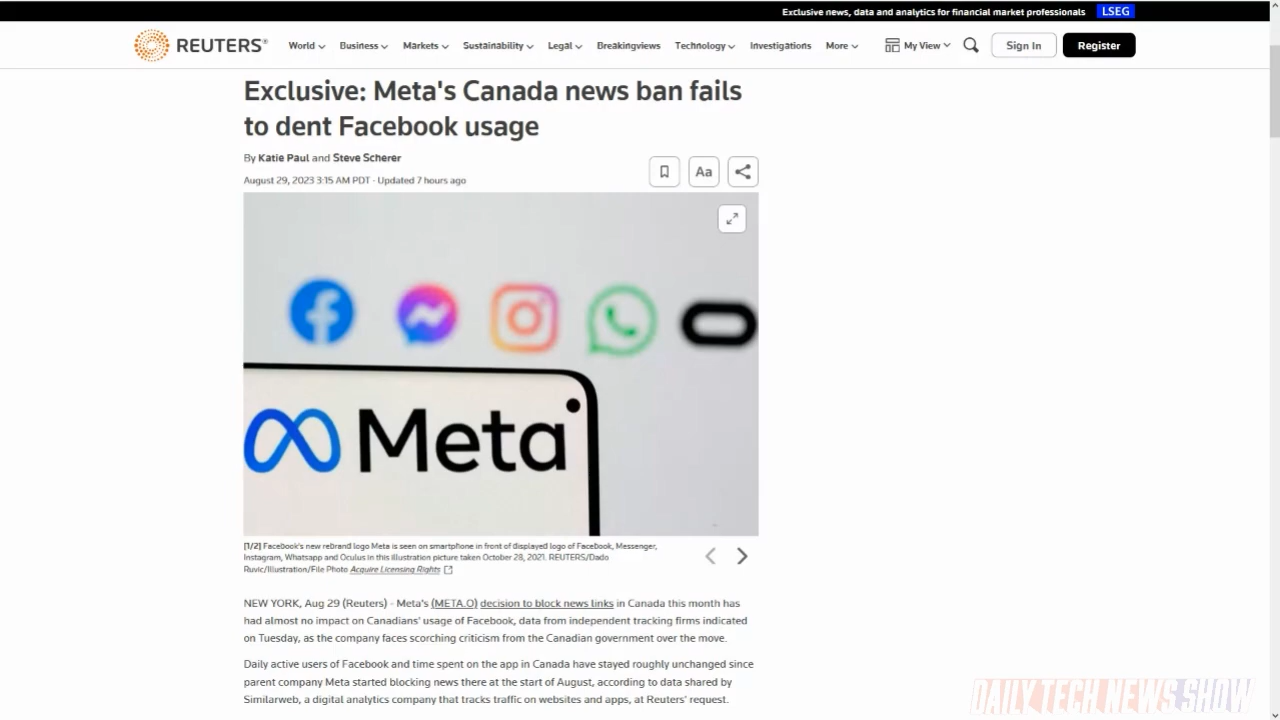 Exclusive news, data and analytics for financial market professionals LSEG
REUTERS® World Business Markets Sustainability Legal Breakingviews Technology Investigations More My View Sign In Register
Exclusive: Meta's Canada news ban fails
to dent Facebook usage
By Katie Paul and Steve Scherer
August 29, 2023 3:15 AM PDT · Updated 7 hours ago
Aa
Meta
[1/2] Facebook's new rebrand logo Meta is seen on smartphone in front of displayed logo of Facebook, Messenger,
Instagram, Whatsapp and Oculus in this illustration picture taken October 28, 2021. REUTERS/Dado
Ruvic/Illustration/File Photo Acquire Licensing Rights
NEW YORK, Aug 29 (Reuters) - Meta's (META.O) decision to block news links in Canada this month has
had almost no impact on Canadians' usage of Facebook, data from independent tracking firms indicated
on Tuesday, as the company faces scorching criticism from the Canadian government over the move.
Daily active users of Facebook and time spent on the app in Canada have stayed roughly unchanged since
parent company Meta started blocking news there at the start of August, according to data shared by
Similarweb, a digital analytics company that tracks traffic on websites and apps, at Reuters' request.
DAILY TECH NEWS SHOW